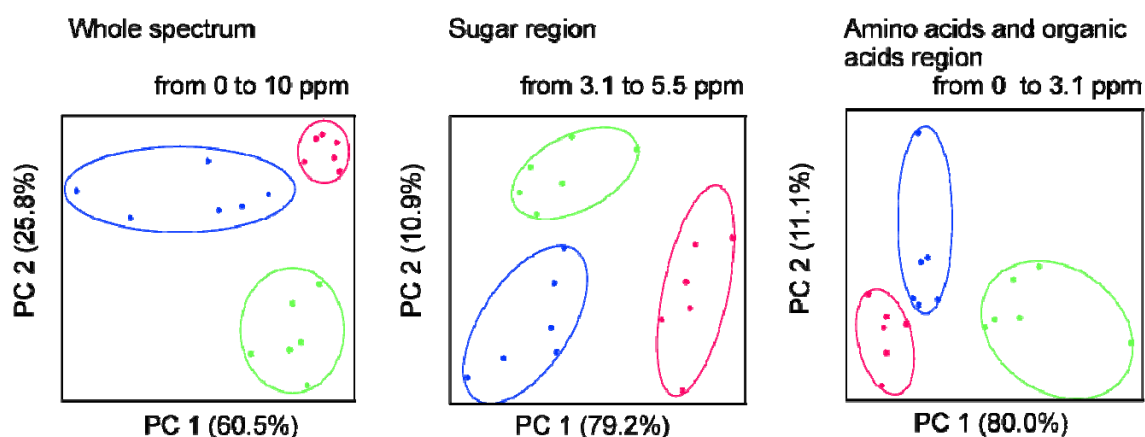 Whole spectrum
from 0 to 10 ppm
PC 2 (25.8%)
PC 1 (60.5%)
Sugar region
from 3.1 to 5.5 ppm
PC 2 (10.9%)
PC 1 (79.2%)
Amino acids and organic
acids region
from 0 to 3.1 ppm
PC 2 (11.1%)
PC 1 (80.0%)